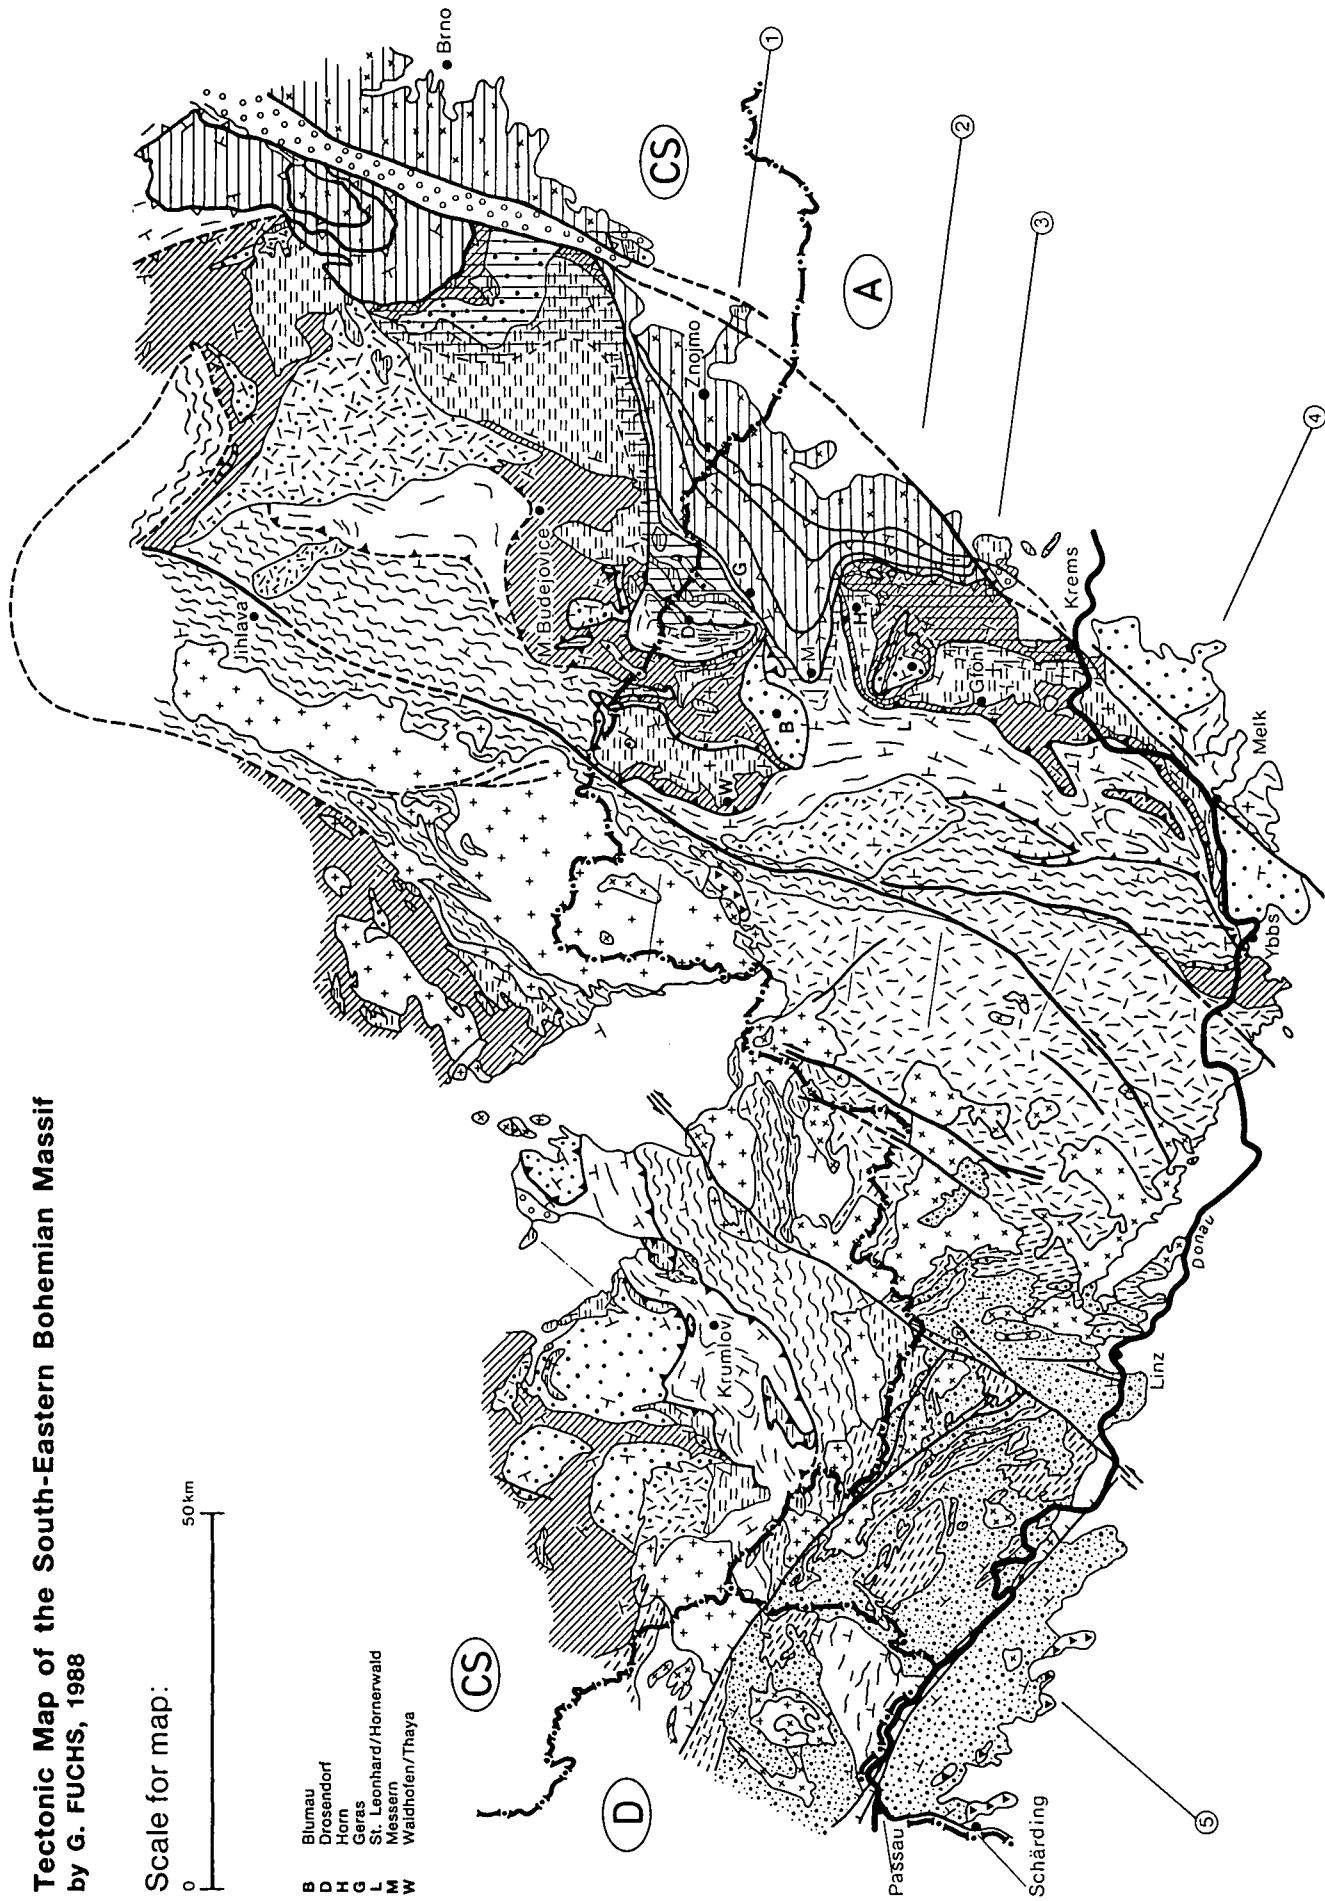 Tectonic Map of the South-Eastern Bohemian Massif
by G. FUCHS, 1988
Scale for map:
0
50 km
B Blumau
D Drosendorf
H Horn
G Geras
L St. Leonhard/Hornerwald
M Messern
W Waldhofen/Thaya
CS
D
CS
A
Brno
Jihlava
M. Budejovice
Znojmo
D
G
H
M
B
W
L
Gföhl
Krems
Melk
Ybbs
Krumlov
Donau
Linz
Passau
Schärding
1
2
3
4
5